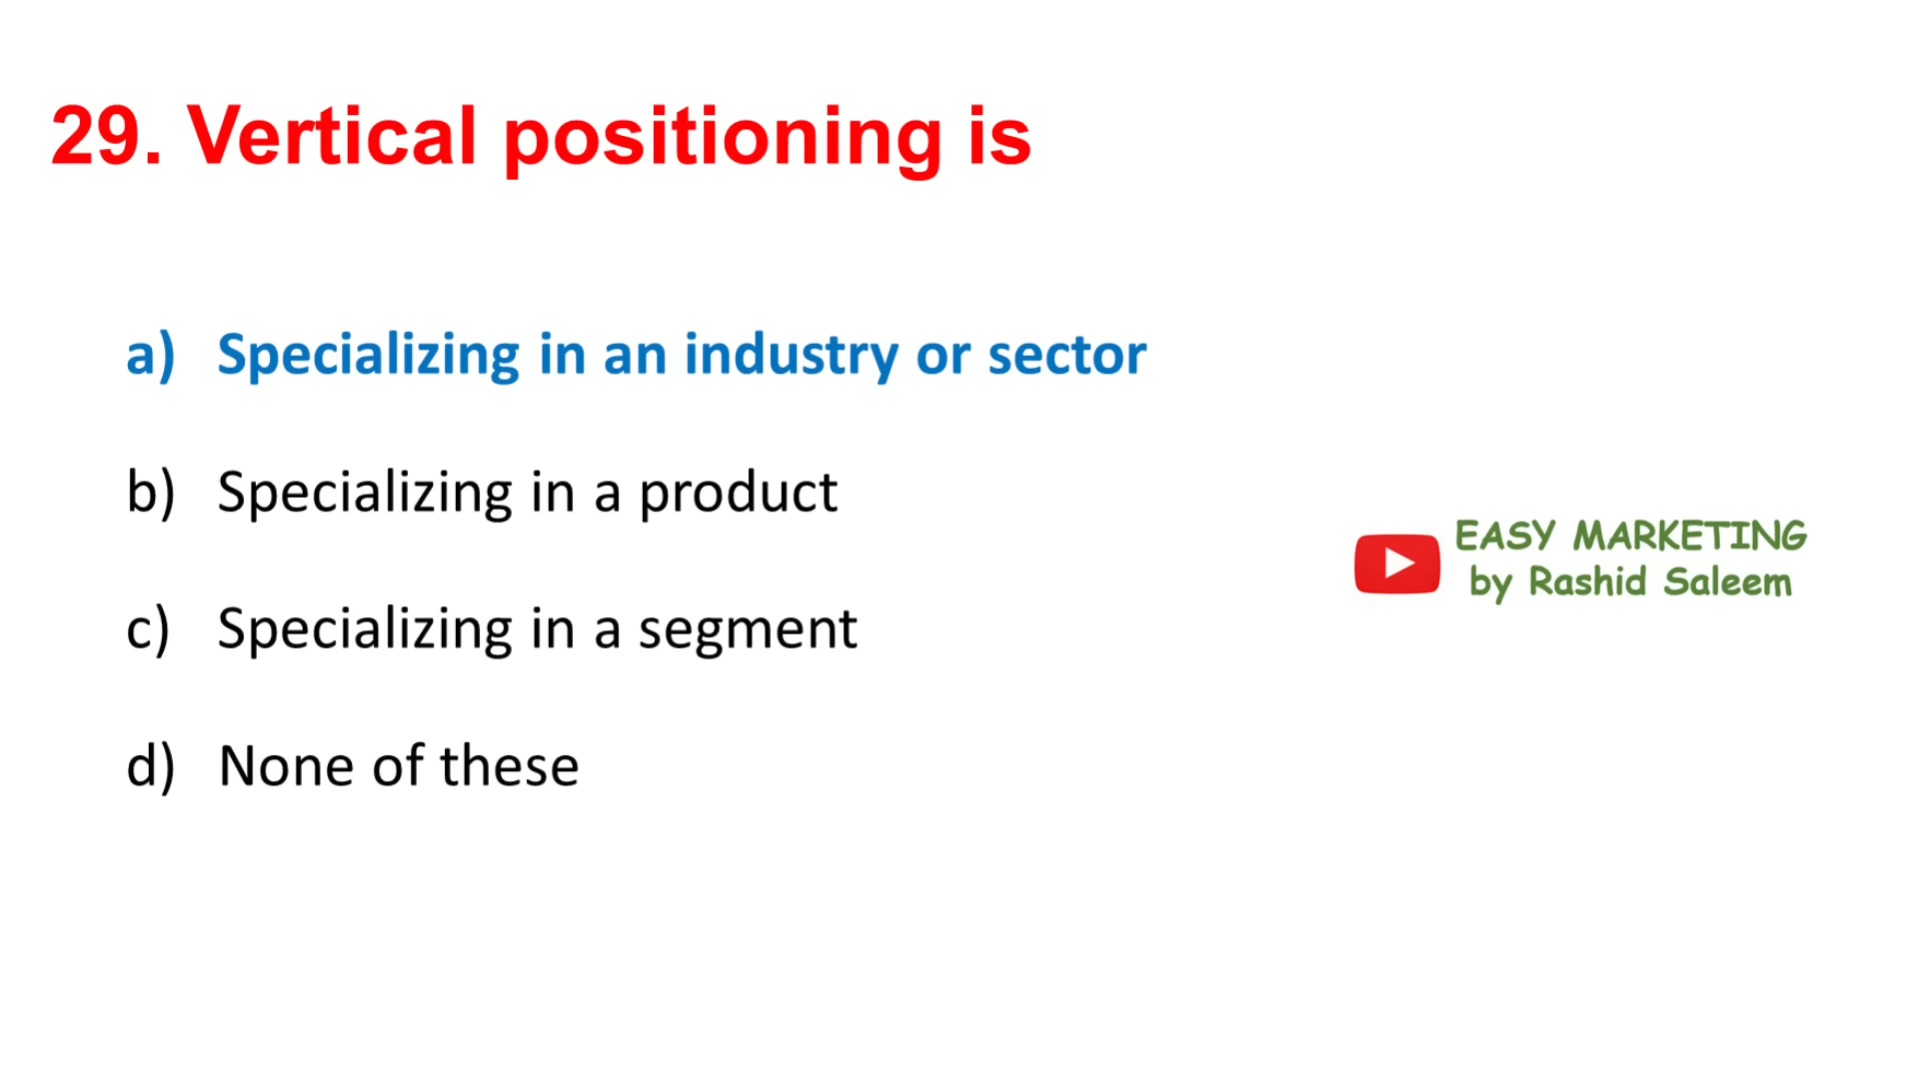 29. Vertical positioning is
a) Specializing in an industry or sector
b) Specializing in a product
c) Specializing in a segment
d) None of these
EASY MARKETING
by Rashid Saleem